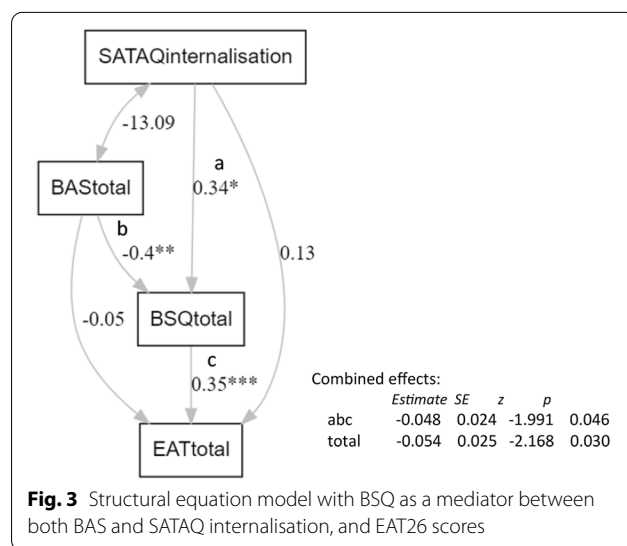 SATAQinternalisation
-13.09
a
0.34*
BAStotal
b
-0.4**
0.13
-0.05
BSQtotal
c
0.35***
EATtotal
Combined effects:
Estimate SE z p
abc -0.048 0.024 -1.991 0.046
total -0.054 0.025 -2.168 0.030
Fig. 3 Structural equation model with BSQ as a mediator between
both BAS and SATAQ internalisation, and EAT26 scores